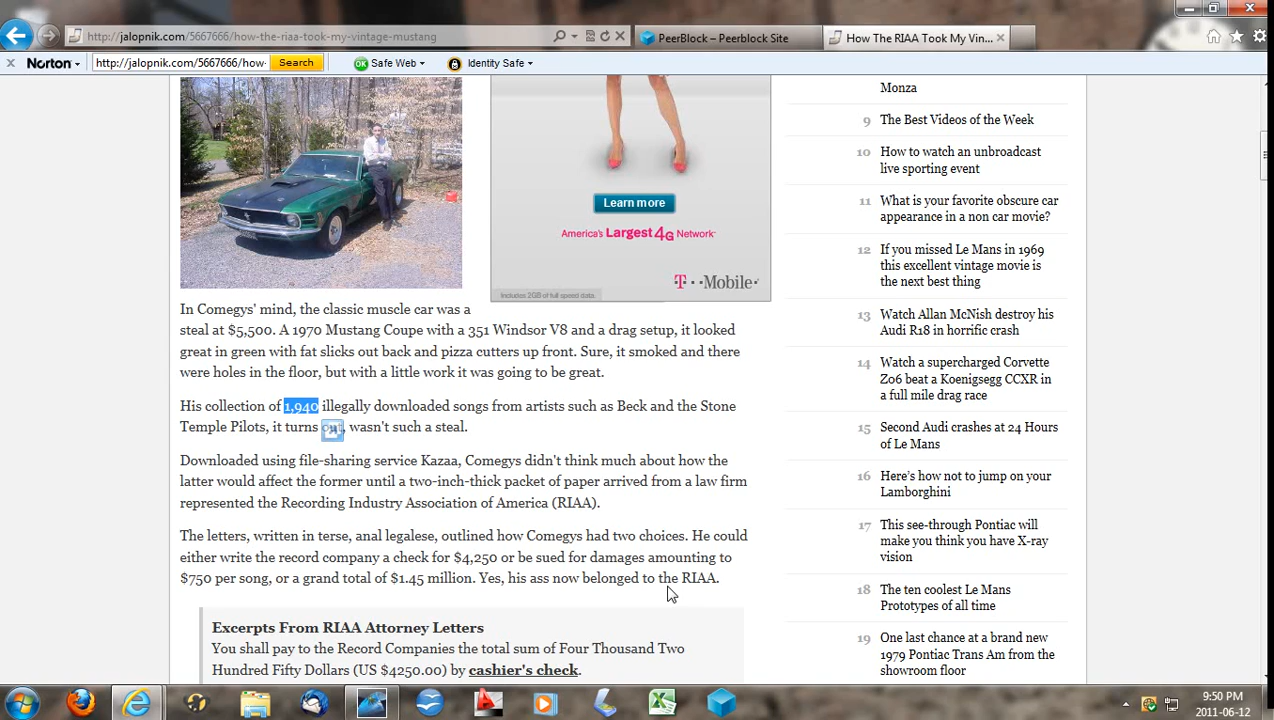 http://jalopnik.com/5667666/how-the-riaa-took-my-vintage-mustang
PeerBlock – Peerblock Site
How The RIAA Took My Vin...
Norton
http://jalopnik.com/5667666/how-
Search
OK
Safe Web
Identity Safe
Learn more
America's Largest 4G Network
T··Mobile·
Includes 2GB of full speed data.
In Comegys' mind, the classic muscle car was a
steal at $5,500. A 1970 Mustang Coupe with a 351 Windsor V8 and a drag setup, it looked
great in green with fat slicks out back and pizza cutters up front. Sure, it smoked and there
were holes in the floor, but with a little work it was going to be great.
His collection of 1,940 illegally downloaded songs from artists such as Beck and the Stone
Temple Pilots, it turns out, wasn't such a steal.
Downloaded using file-sharing service Kazaa, Comegys didn't think much about how the
latter would affect the former until a two-inch-thick packet of paper arrived from a law firm
represented the Recording Industry Association of America (RIAA).
The letters, written in terse, anal legalese, outlined how Comegys had two choices. He could
either write the record company a check for $4,250 or be sued for damages amounting to
$750 per song, or a grand total of $1.45 million. Yes, his ass now belonged to the RIAA.
Excerpts From RIAA Attorney Letters
You shall pay to the Record Companies the total sum of Four Thousand Two
Hundred Fifty Dollars (US $4250.00) by cashier's check.
Monza
9 The Best Videos of the Week
10 How to watch an unbroadcast
live sporting event
11 What is your favorite obscure car
appearance in a non car movie?
12 If you missed Le Mans in 1969
this excellent vintage movie is
the next best thing
13 Watch Allan McNish destroy his
Audi R18 in horrific crash
14 Watch a supercharged Corvette
Z06 beat a Koenigsegg CCXR in
a full mile drag race
15 Second Audi crashes at 24 Hours
of Le Mans
16 Here's how not to jump on your
Lamborghini
17 This see-through Pontiac will
make you think you have X-ray
vision
18 The ten coolest Le Mans
Prototypes of all time
19 One last chance at a brand new
1979 Pontiac Trans Am from the
showroom floor
9:50 PM
2011-06-12